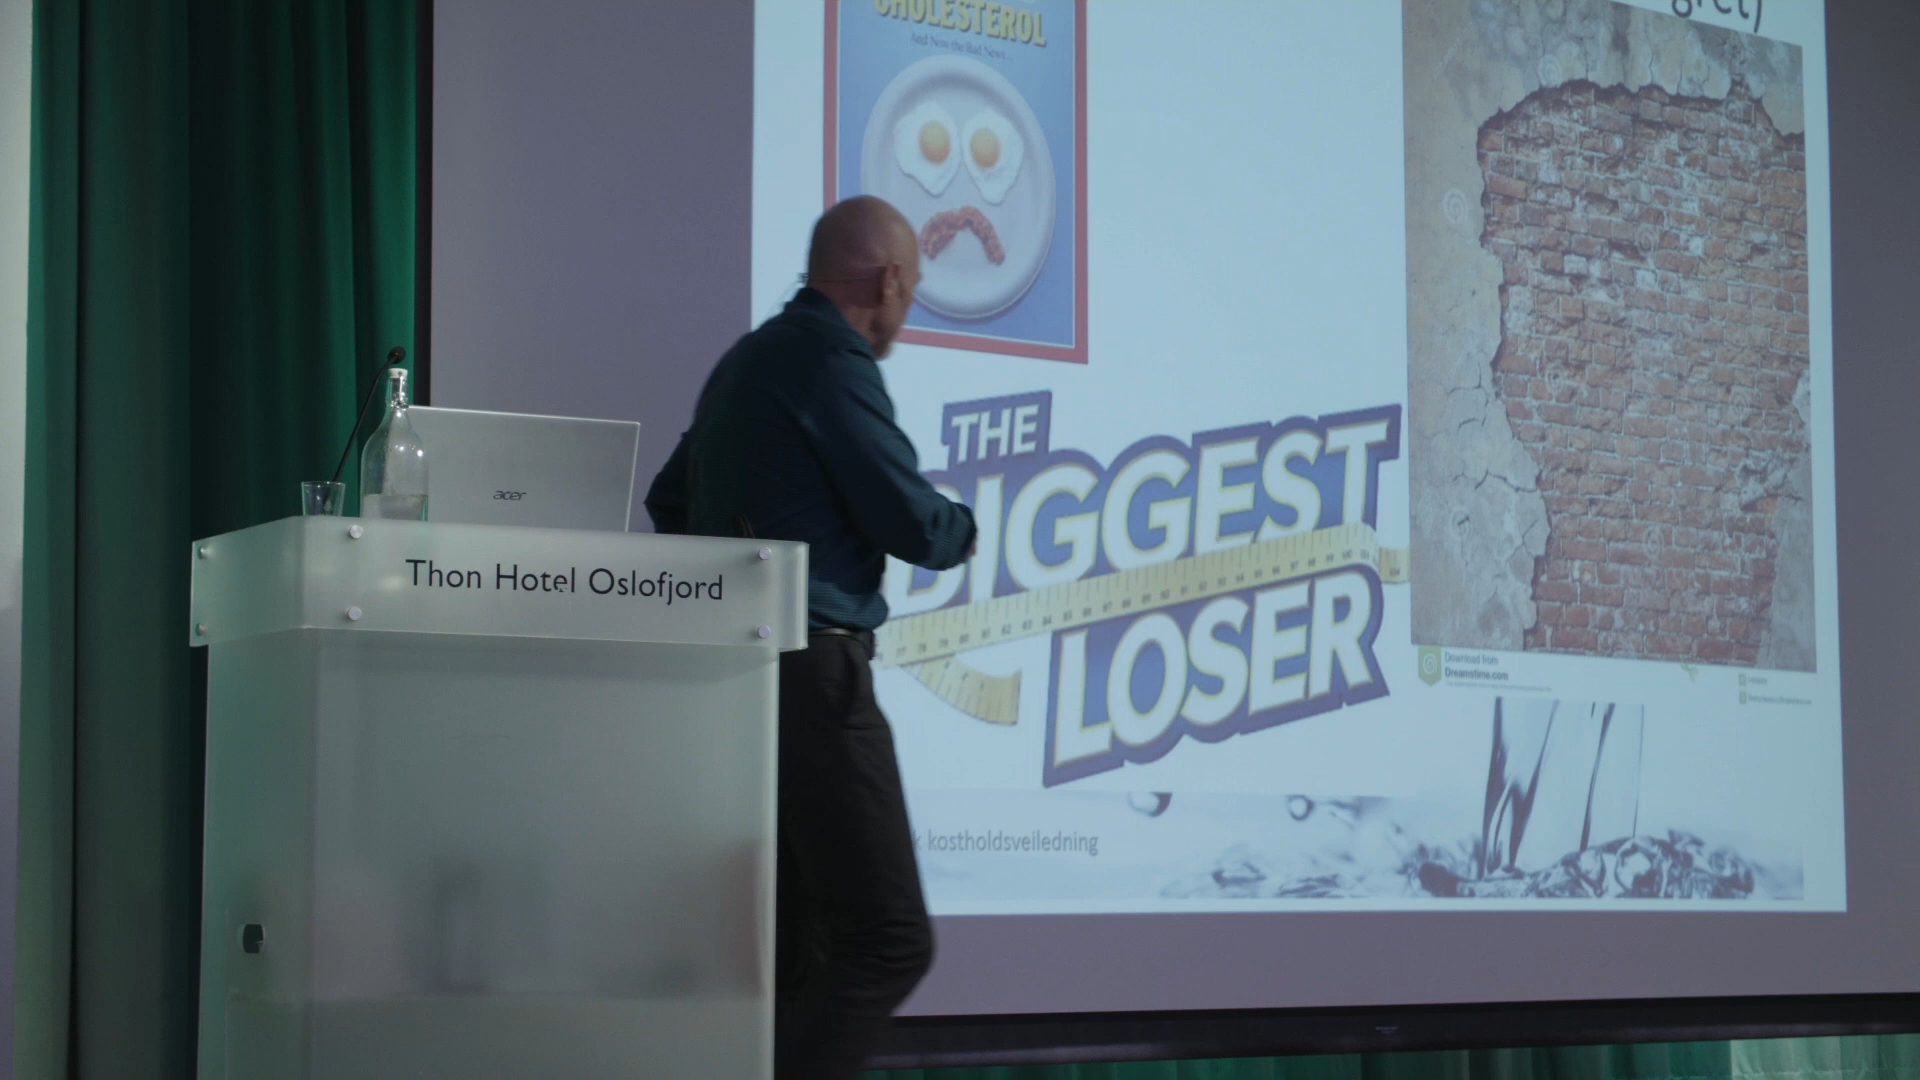 CHOLESTEROL
And Now the Bad News
THE
BIGGEST
LOSER
Download from
Dreamstime.com
kostholdsveiledning
acer
Thon Hotel Oslofjord